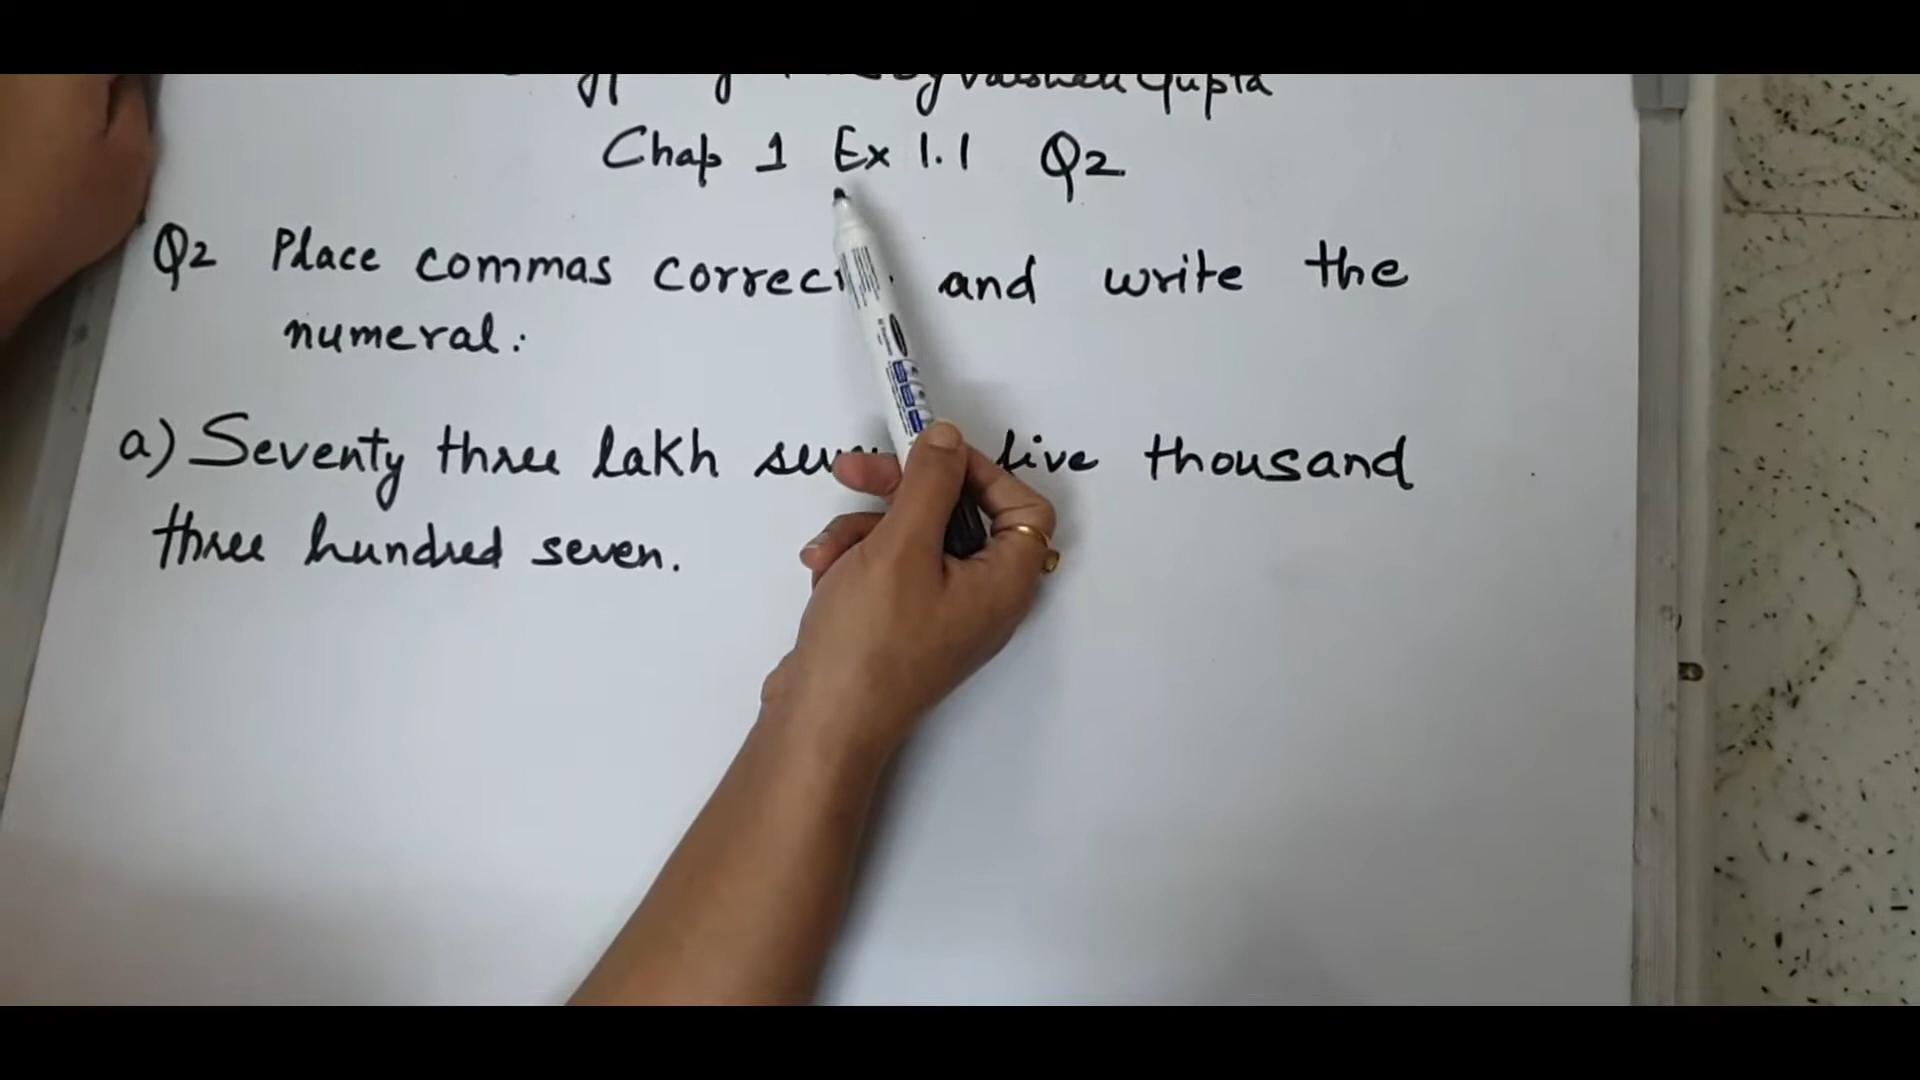 Gupta
Chap 1 Ex 1.1 Q2
Q2 Place commas and write the
numeral:
a) Seventy three lakh five thousand
three hundred seven.